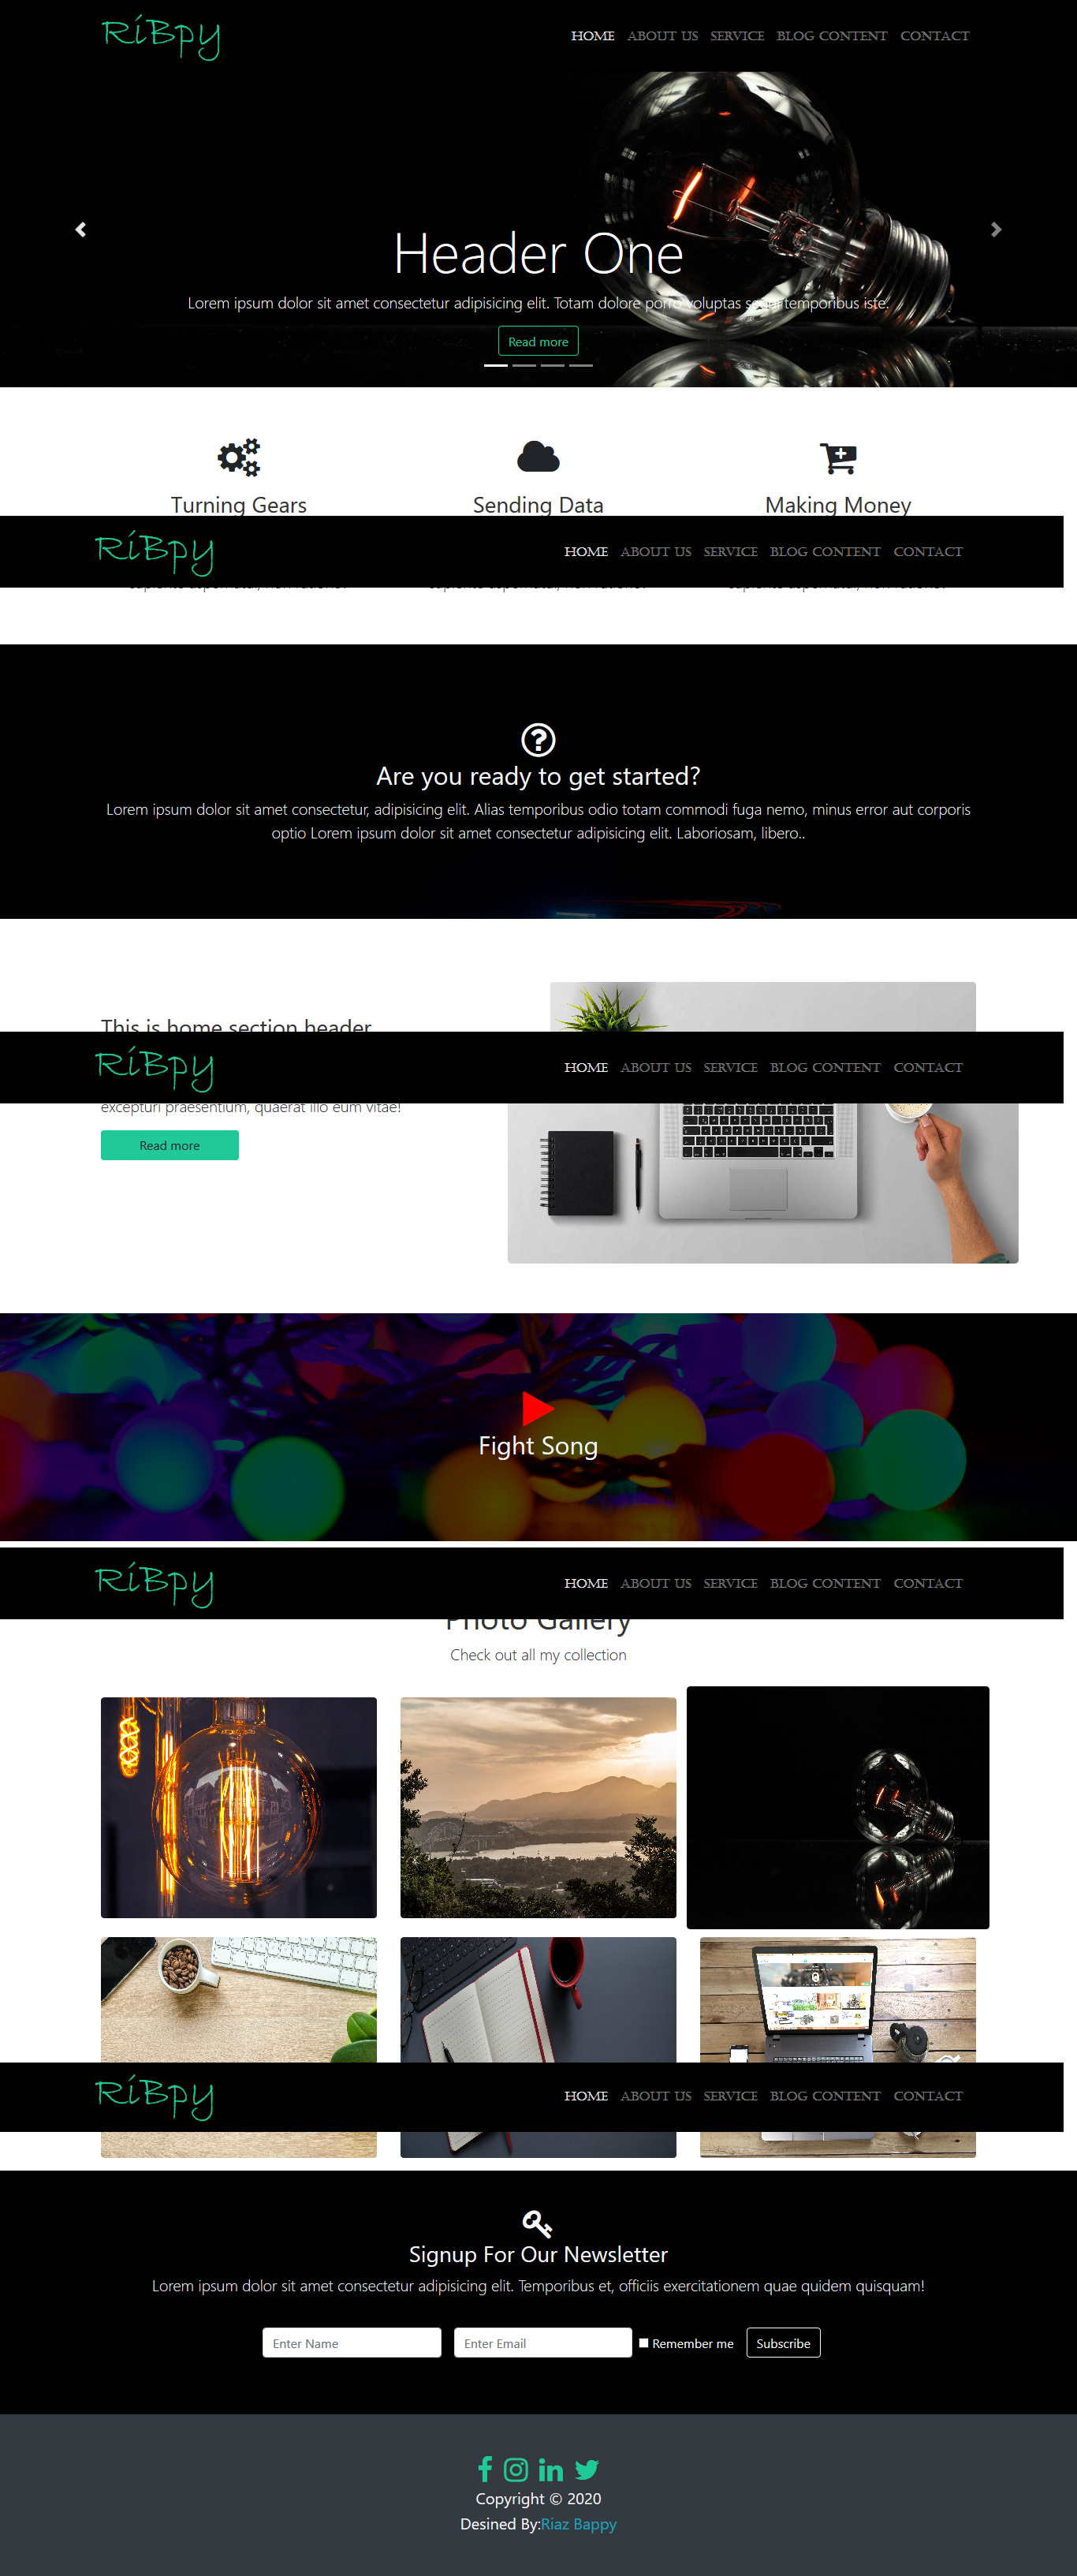 RiBpy
HOME ABOUT US SERVICE BLOG CONTENT CONTACT
Header One
Lorem ipsum dolor sit amet consectetur adipisicing elit. Totam dolore porro voluptas sequi temporibus iste.
Read more
Turning Gears
Sending Data
Making Money
RiBpy
HOME ABOUT US SERVICE BLOG CONTENT CONTACT
Are you ready to get started?
Lorem ipsum dolor sit amet consectetur, adipisicing elit. Alias temporibus odio totam commodi fuga nemo, minus error aut corporis
optio Lorem ipsum dolor sit amet consectetur adipisicing elit. Laboriosam, libero..
This is home section header
RiBpy
HOME ABOUT US SERVICE BLOG CONTENT CONTACT
excepturi praesentium, quaerat illo eum vitae!
Read more
Fight Song
RiBpy
HOME ABOUT US SERVICE BLOG CONTENT CONTACT
Photo Gallery
Check out all my collection
RiBpy
HOME ABOUT US SERVICE BLOG CONTENT CONTACT
Signup For Our Newsletter
Lorem ipsum dolor sit amet consectetur adipisicing elit. Temporibus et, officiis exercitationem quae quidem quisquam!
Enter Name
Enter Email
Remember me
Subscribe
Copyright © 2020
Desined By:Riaz Bappy